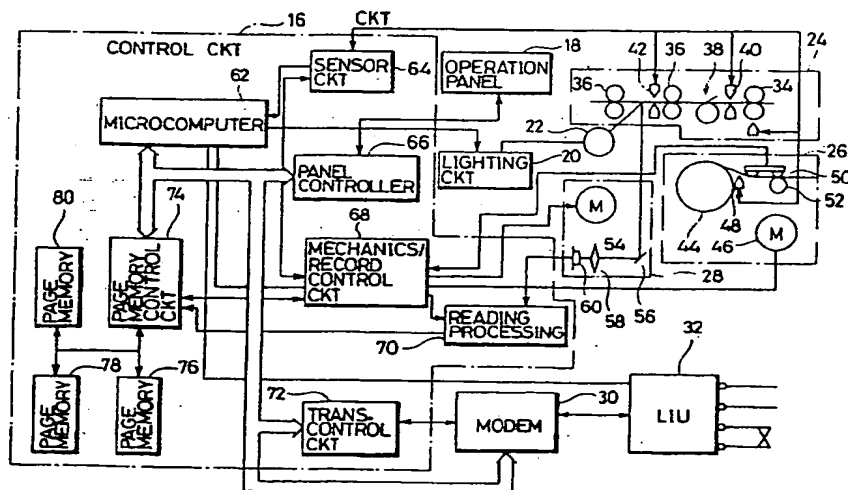 16
CKT
CONTROL CKT
18
42
36
38
40
24
62
SENSOR
CKT
64
OPERATION
PANEL
36
34
MICROCOMPUTER
66
22
26
PANEL
CONTROLLER
LIGHTING
CKT
20
50
80
74
68
M
48
52
44
46
M
PAGE
MEMORY
PAGE MEMORY
CONTROL
CKT
MECHANICS/
RECORD
CONTROL
CKT
54
28
60
58
56
READING
PROCESSING
70
32
PAGE
MEMORY
78
PAGE
MEMORY
76
72
30
TRANS.
CONTROL
CKT
MODEM
LIU